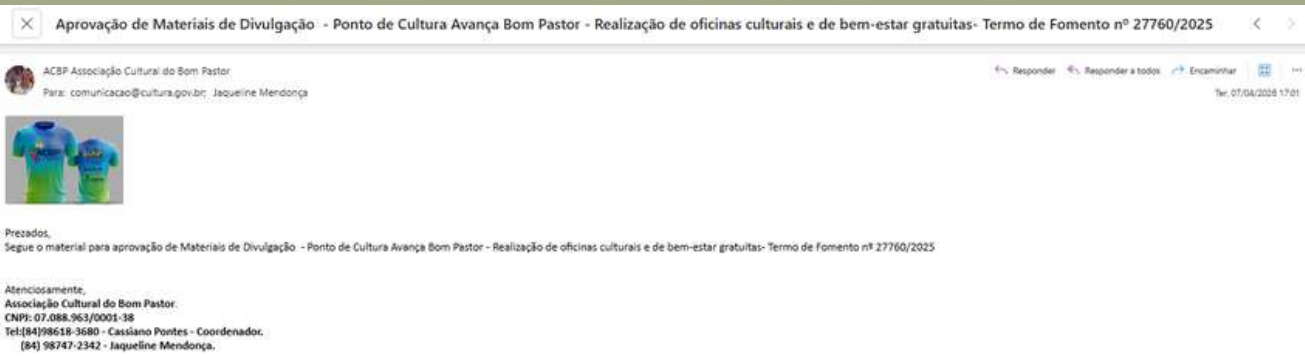 Aprovação de Materiais de Divulgação - Ponto de Cultura Avança Bom Pastor - Realização de oficinas culturais e de bem-estar gratuitas- Termo de Fomento nº 27760/2025
ACBP Associação Cultural do Bom Pastor
Responder Responder a todos Encaminhar
Para: comunicacao@cultura.gov.br; Jaqueline Mendonça
Ter, 07/04/2026 17:01
Prezados,
Segue o material para aprovação de Materiais de Divulgação - Ponto de Cultura Avança Bom Pastor - Realização de oficinas culturais e de bem-estar gratuitas- Termo de Fomento nº 27760/2025
Atenciosamente,
Associação Cultural do Bom Pastor.
CNPJ: 07.088.963/0001-38
Tel:(84)98618-3680 - Cassiano Pontes - Coordenador.
(84) 98747-2342 - Jaqueline Mendonça.